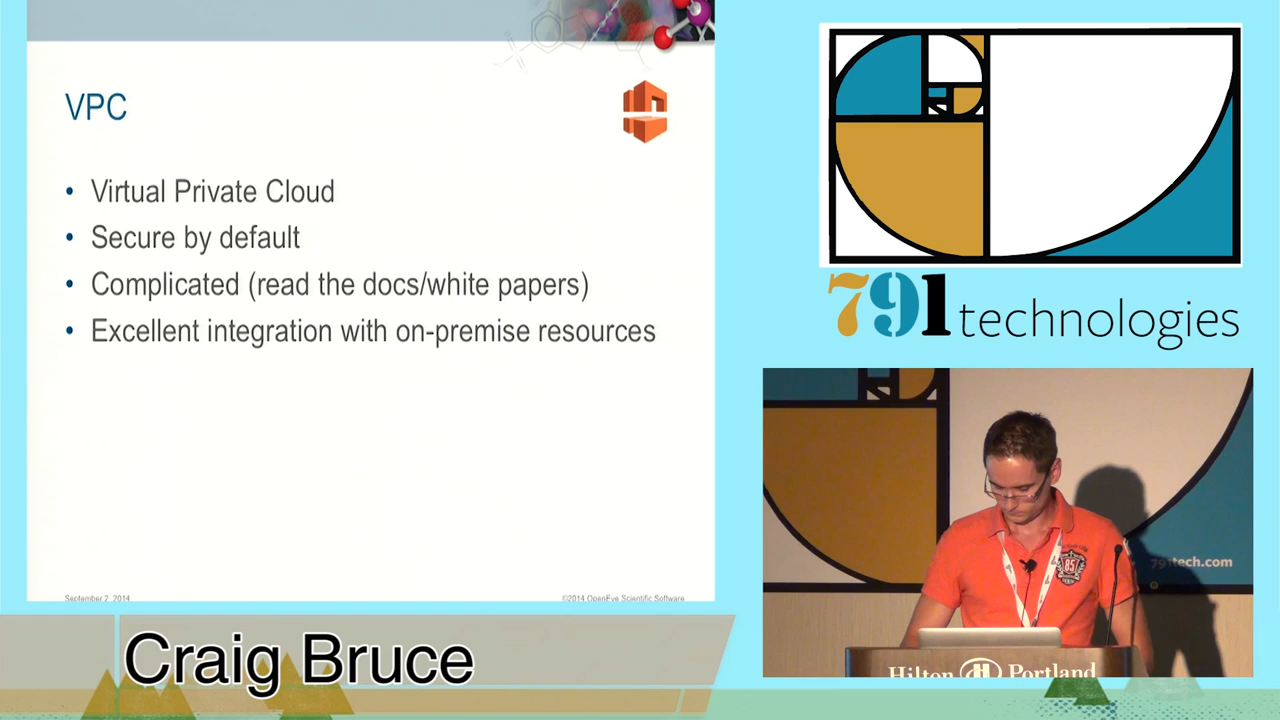 VPC
• Virtual Private Cloud
• Secure by default
• Complicated (read the docs/white papers)
• Excellent integration with on-premise resources
September 2, 2014
©2014 OpenEye Scientific Software
Craig Bruce
791 technologies
791tech.com
85
Hilton Portland